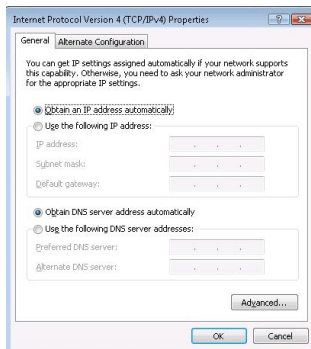 Internet Protocol Version 4 (TCP/IPv4) Properties
General
Alternate Configuration
You can get IP settings assigned automatically if your network supports
this capability. Otherwise, you need to ask your network administrator
for the appropriate IP settings.
Obtain an IP address automatically
Use the following IP address:
IP address:
Subnet mask:
Default gateway:
Obtain DNS server address automatically
Use the following DNS server addresses:
Preferred DNS server:
Alternate DNS server:
Advanced...
OK
Cancel